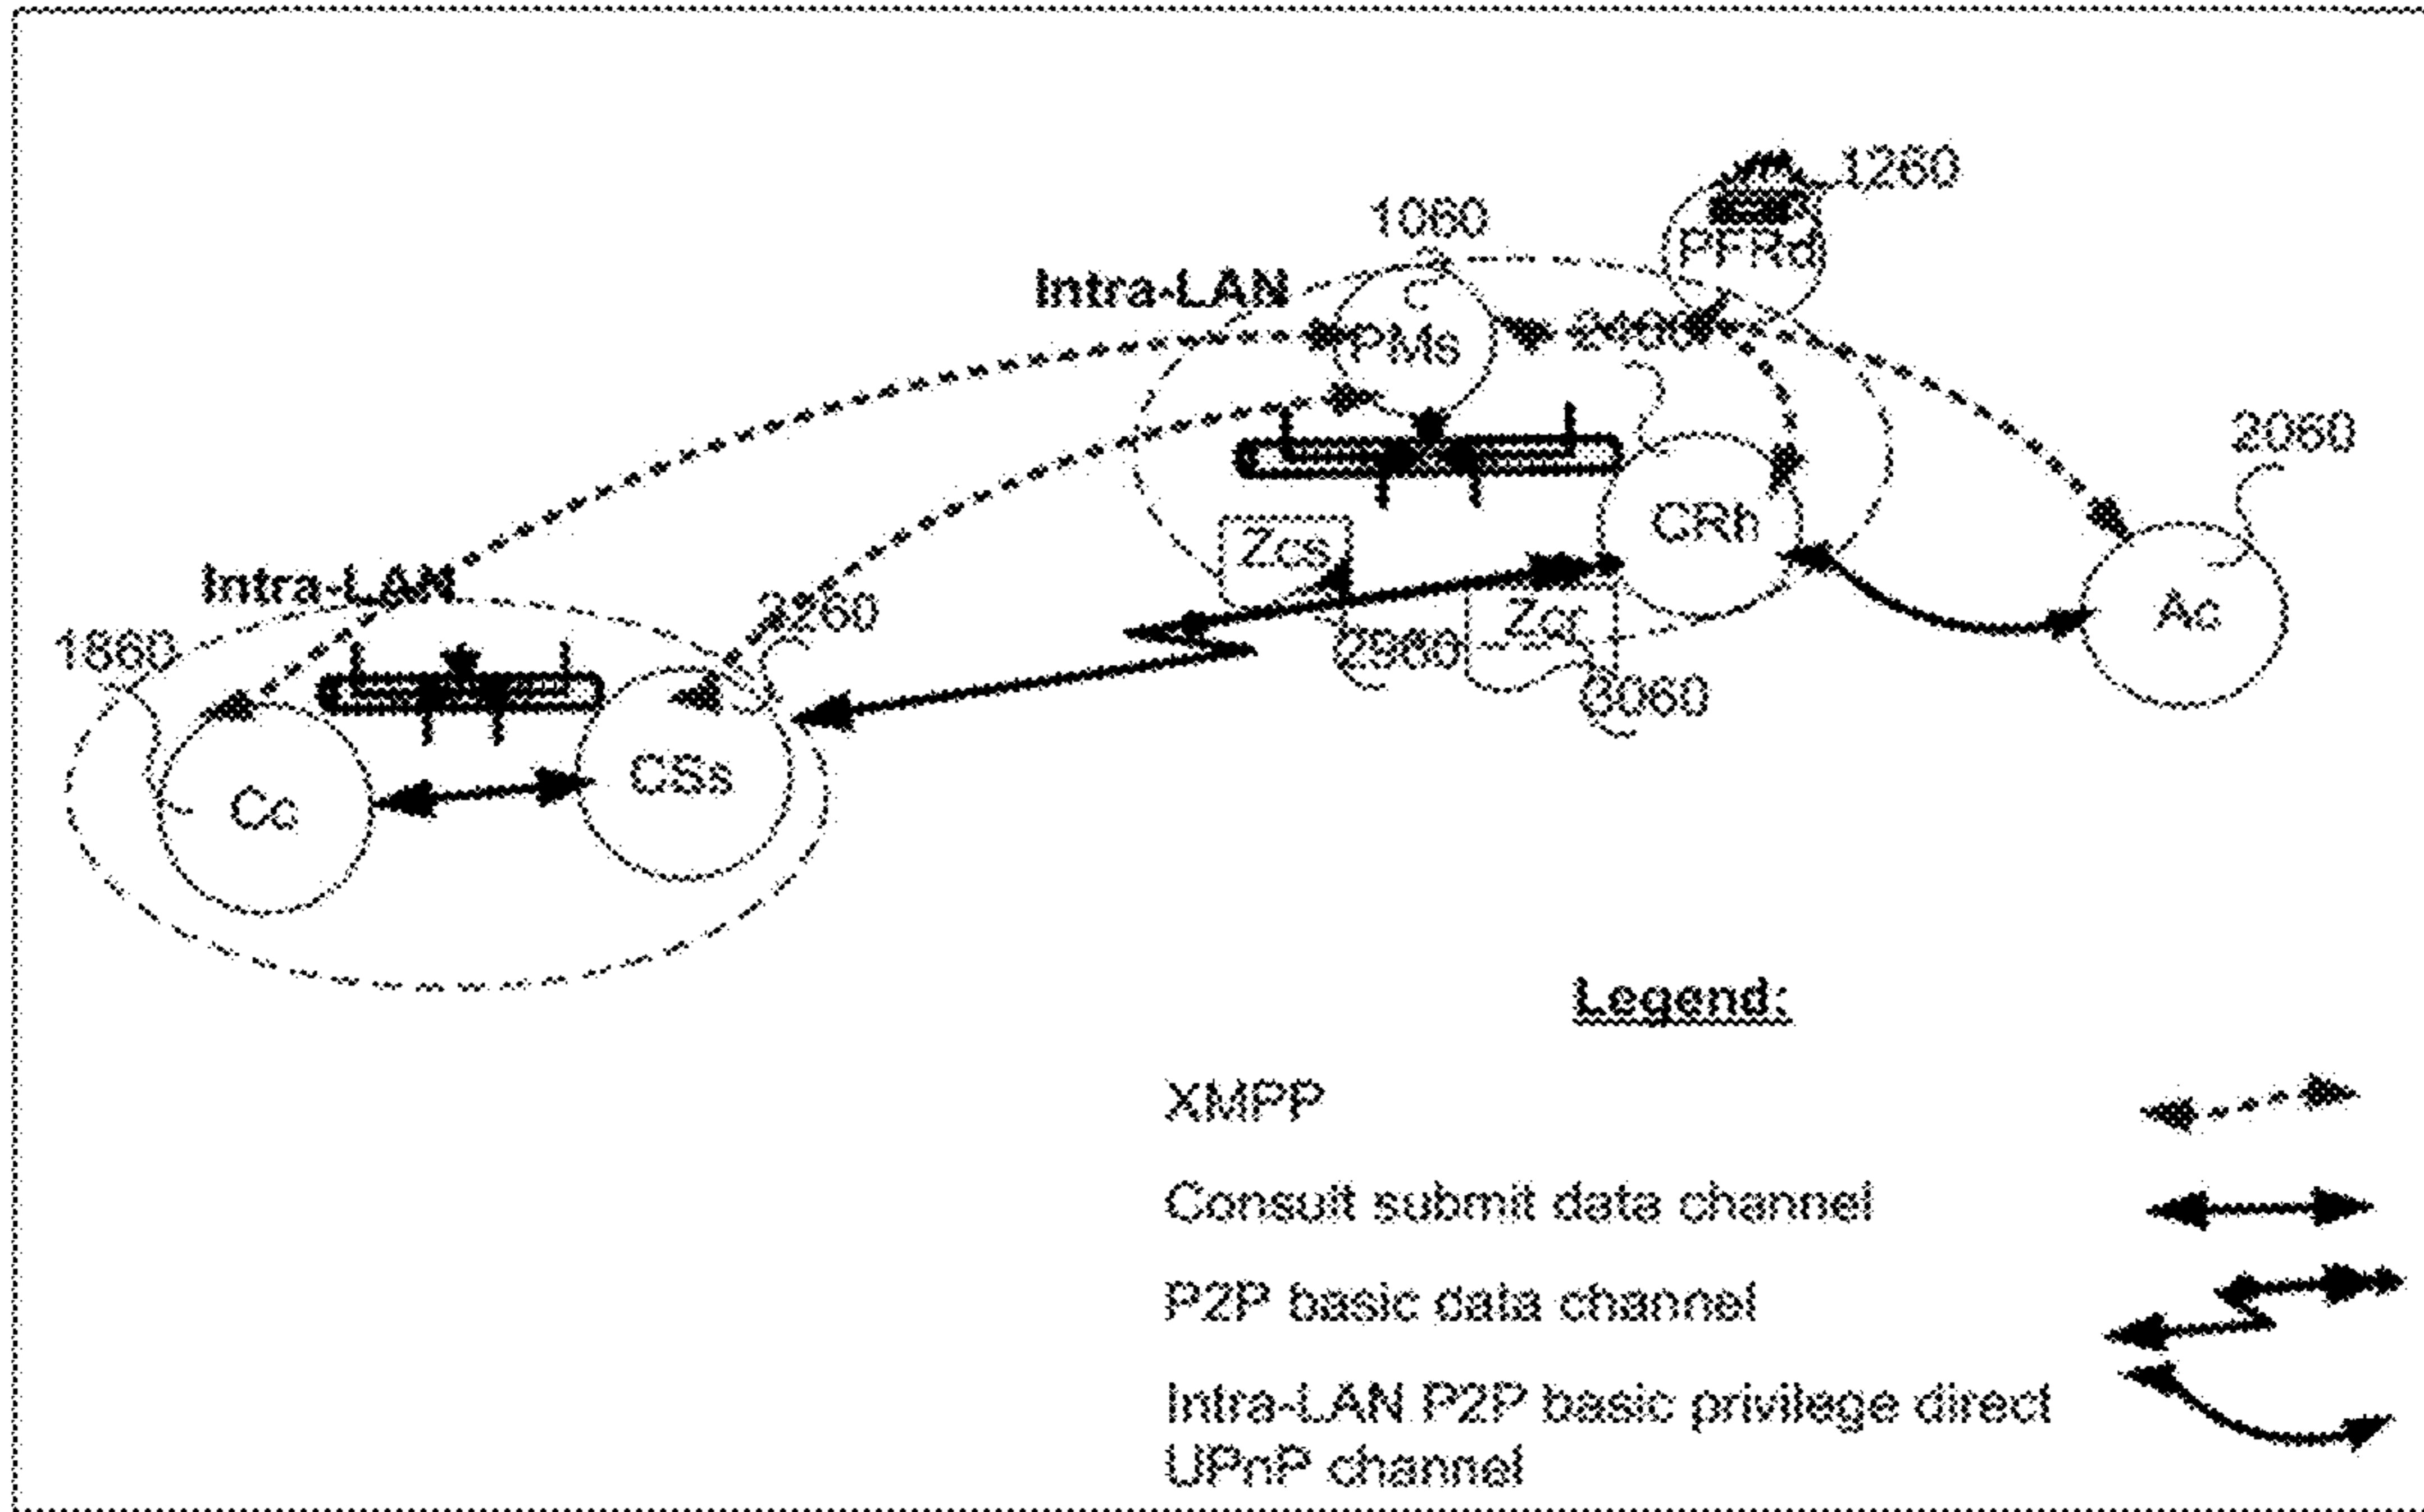 1260
1060
PFRd
Intra-LAN
PMs
2060
CRh
Zcs
Intra-LAN
2260
Ac
1860
Zcr
2960
3060
CSs
Cc
Legend:
XMPP
Consult submit data channel
P2P basic data channel
Intra-LAN P2P basic privilege direct
UPnP channel